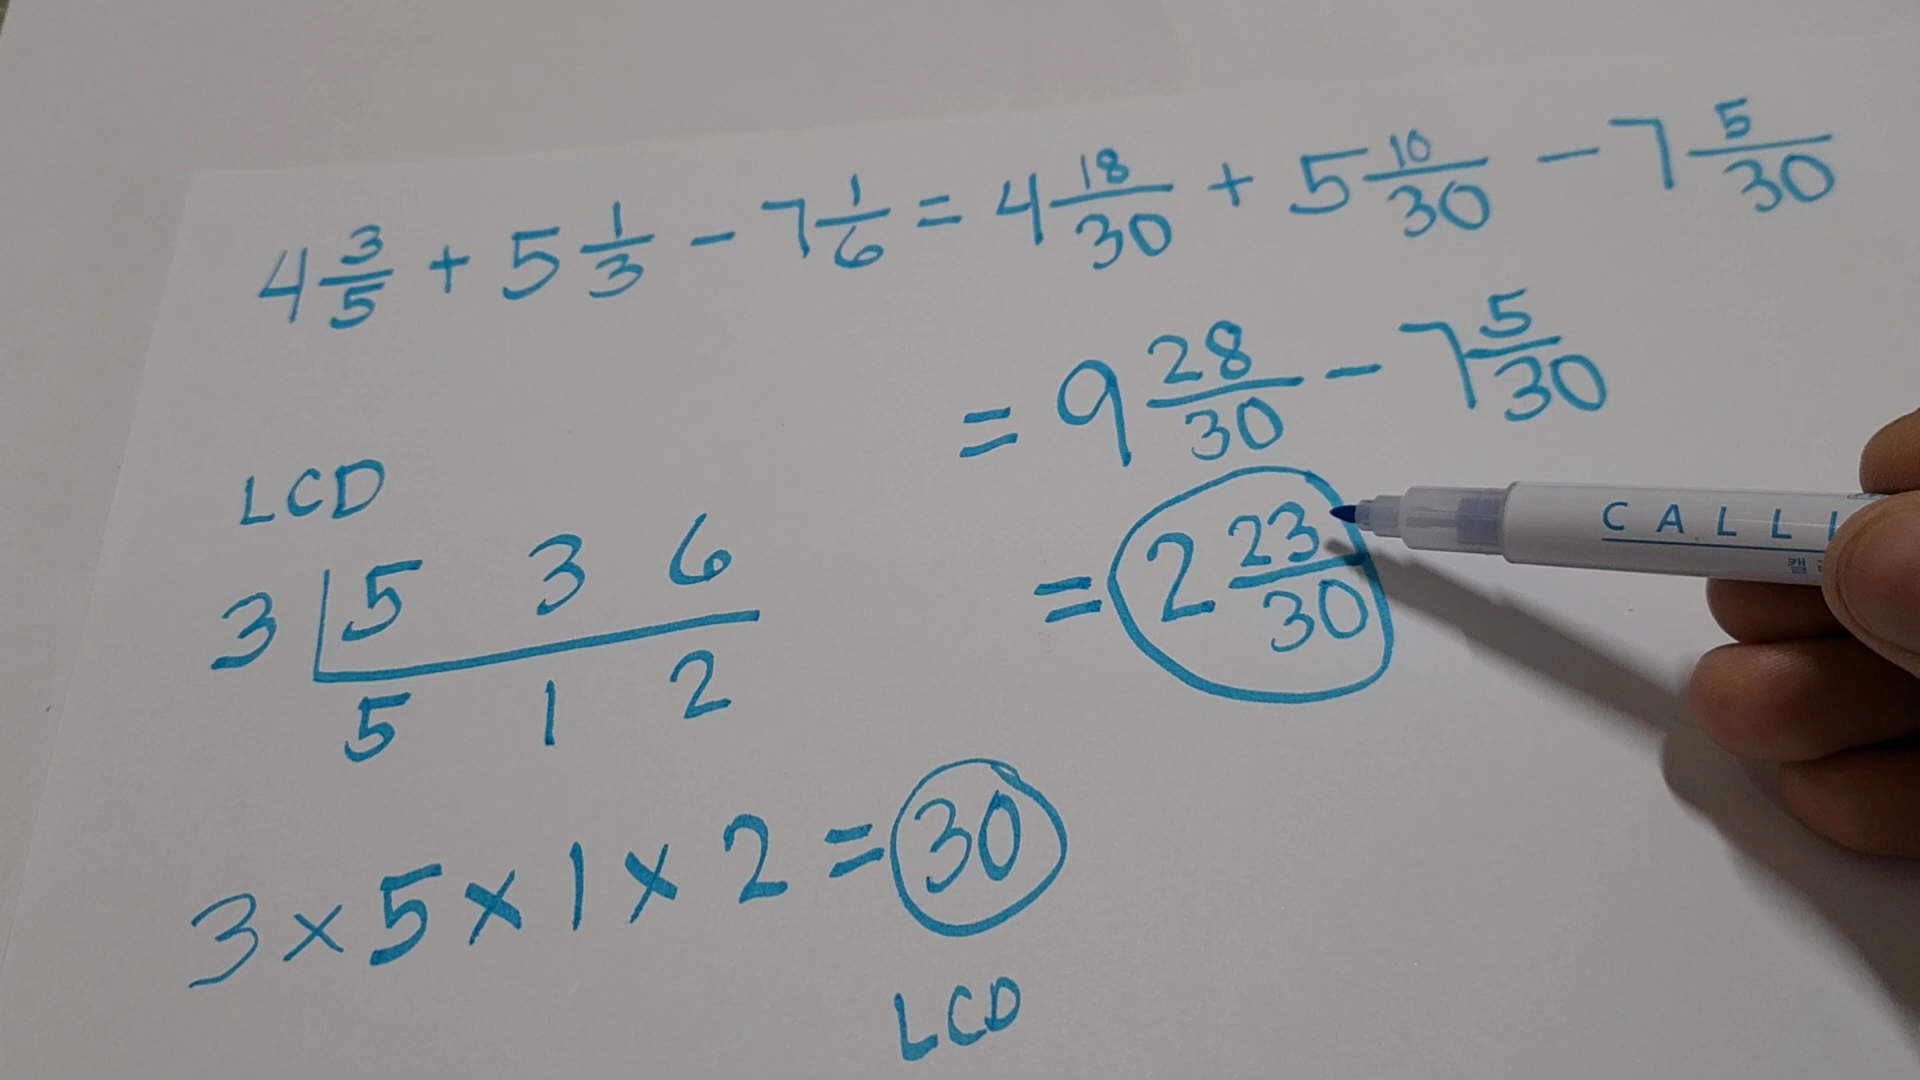 4 3/5 + 5 1/3 - 7 1/6 = 4 18/30 + 5 10/30 - 7 5/30
= 9 28/30 - 7 5/30
= 2 23/30
LCD
3 5 3 6
5 1 2
3 × 5 × 1 × 2 = 30
LCD
CALLI